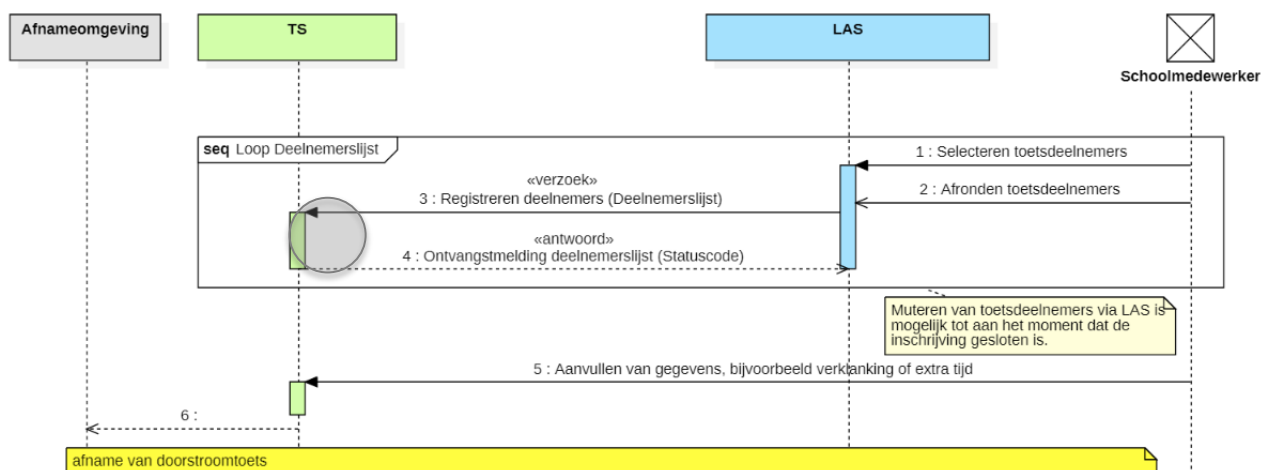 Afnameomgeving
TS
LAS
Schoolmedewerker
seq Loop Deelnemerslijst
1 : Selecteren toetsdeelnemers
«verzoek»
2 : Afronden toetsdeelnemers
3 : Registreren deelnemers (Deelnemerslijst)
«antwoord»
4 : Ontvangstmelding deelnemerslijst (Statuscode)
Muteren van toetsdeelnemers via LAS is
mogelijk tot aan het moment dat de
inschrijving gesloten is.
5 : Aanvullen van gegevens, bijvoorbeeld verklanking of extra tijd
6 :
afname van doorstroomtoets